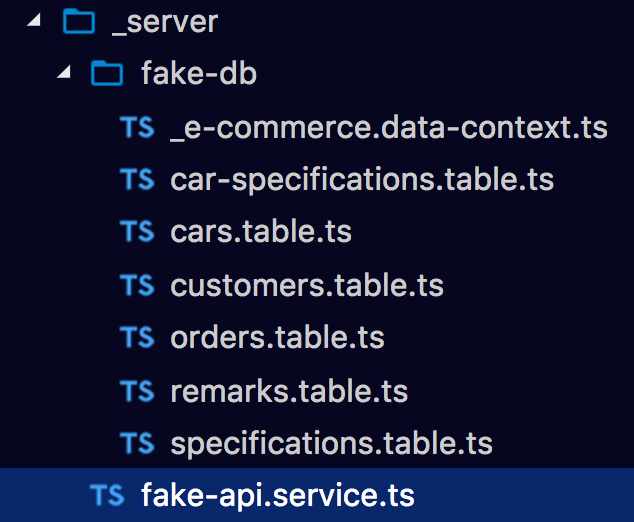 _server
fake-db
TS _e-commerce.data-context.ts
TS car-specifications.table.ts
TS cars.table.ts
TS customers.table.ts
TS orders.table.ts
TS remarks.table.ts
TS specifications.table.ts
TS fake-api.service.ts